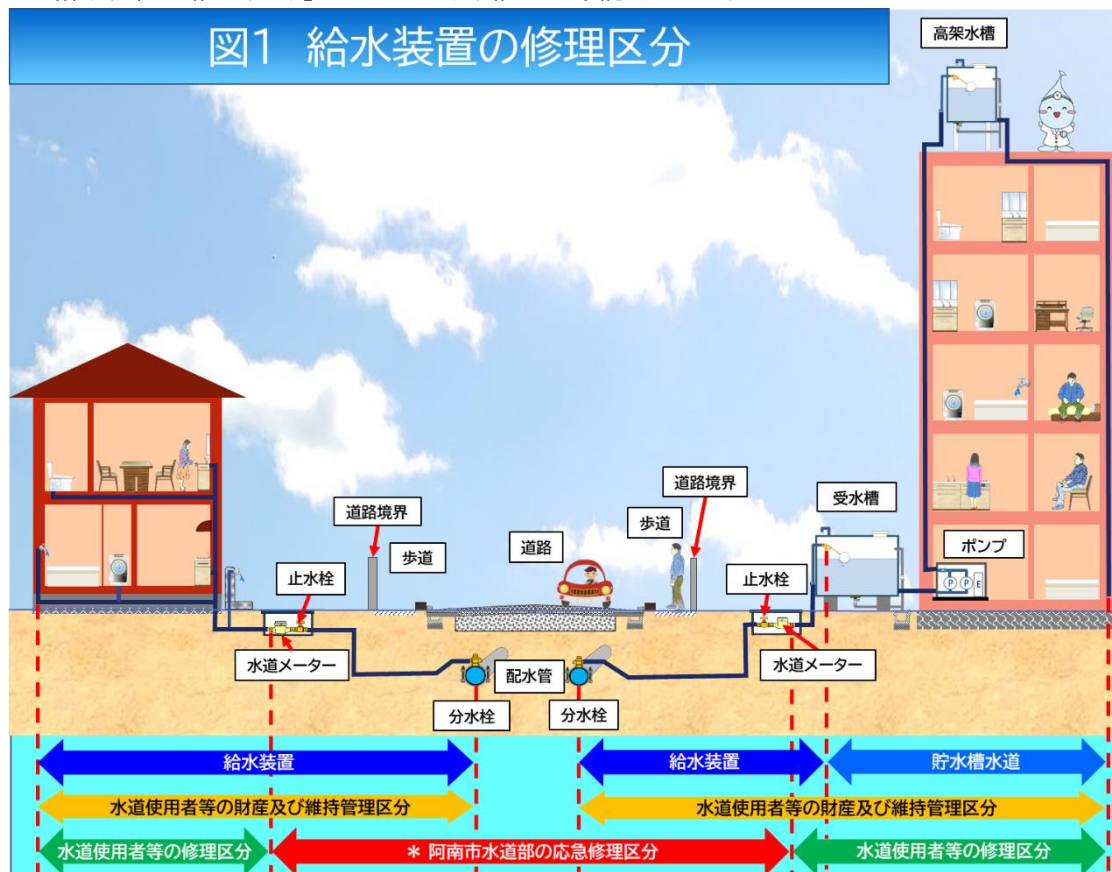 図1 給水装置の修理区分
高架水槽
道路境界
歩道
道路
歩道
道路境界
受水槽
ポンプ
P P E
止水栓
止水栓
水道メーター
配水管
水道メーター
分水栓
分水栓
給水装置
給水装置
貯水槽水道
水道使用者等の財産及び維持管理区分
水道使用者等の財産及び維持管理区分
水道使用者等の修理区分
* 阿南市水道部の応急修理区分
水道使用者等の修理区分